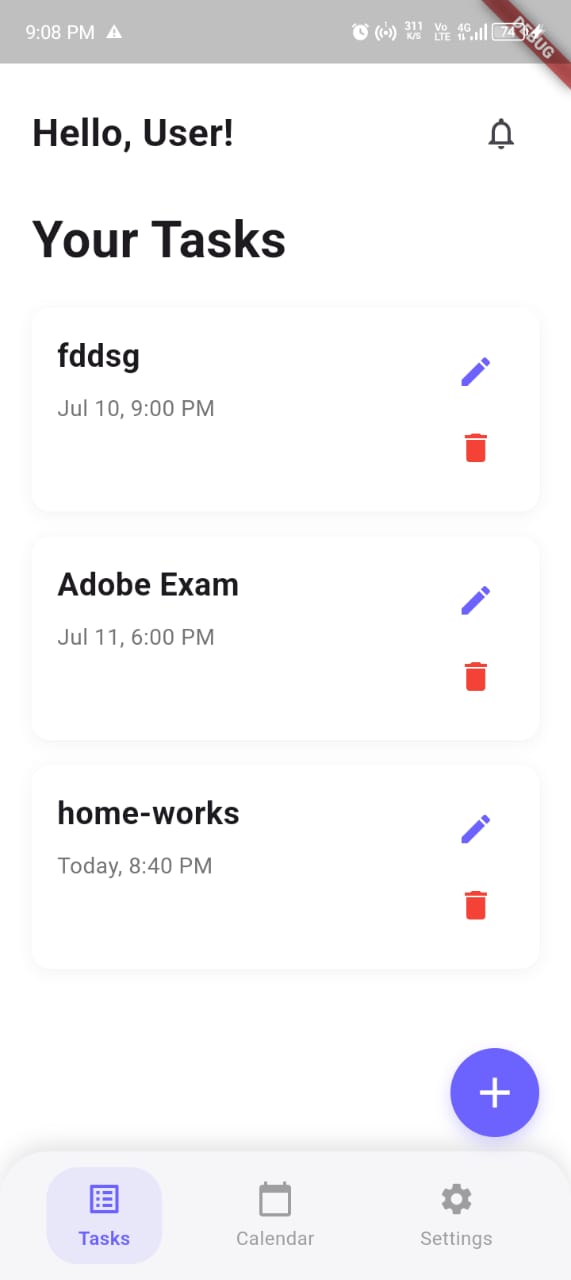 9:08 PM
311 K/S Vo LTE 4G 74
DEBUG
Hello, User!
Your Tasks
fddsg
Jul 10, 9:00 PM
Adobe Exam
Jul 11, 6:00 PM
home-works
Today, 8:40 PM
Tasks Calendar Settings